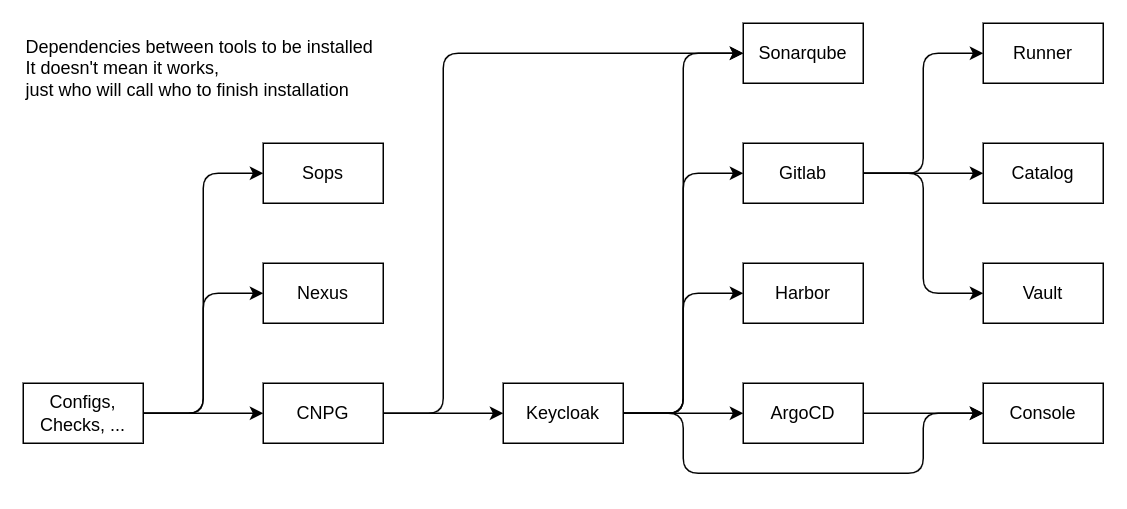 Dependencies between tools to be installed
It doesn't mean it works,
just who will call who to finish installation
Sonarqube
Runner
Sops
Gitlab
Catalog
Nexus
Harbor
Vault
Configs,
Checks, ...
CNPG
Keycloak
ArgoCD
Console